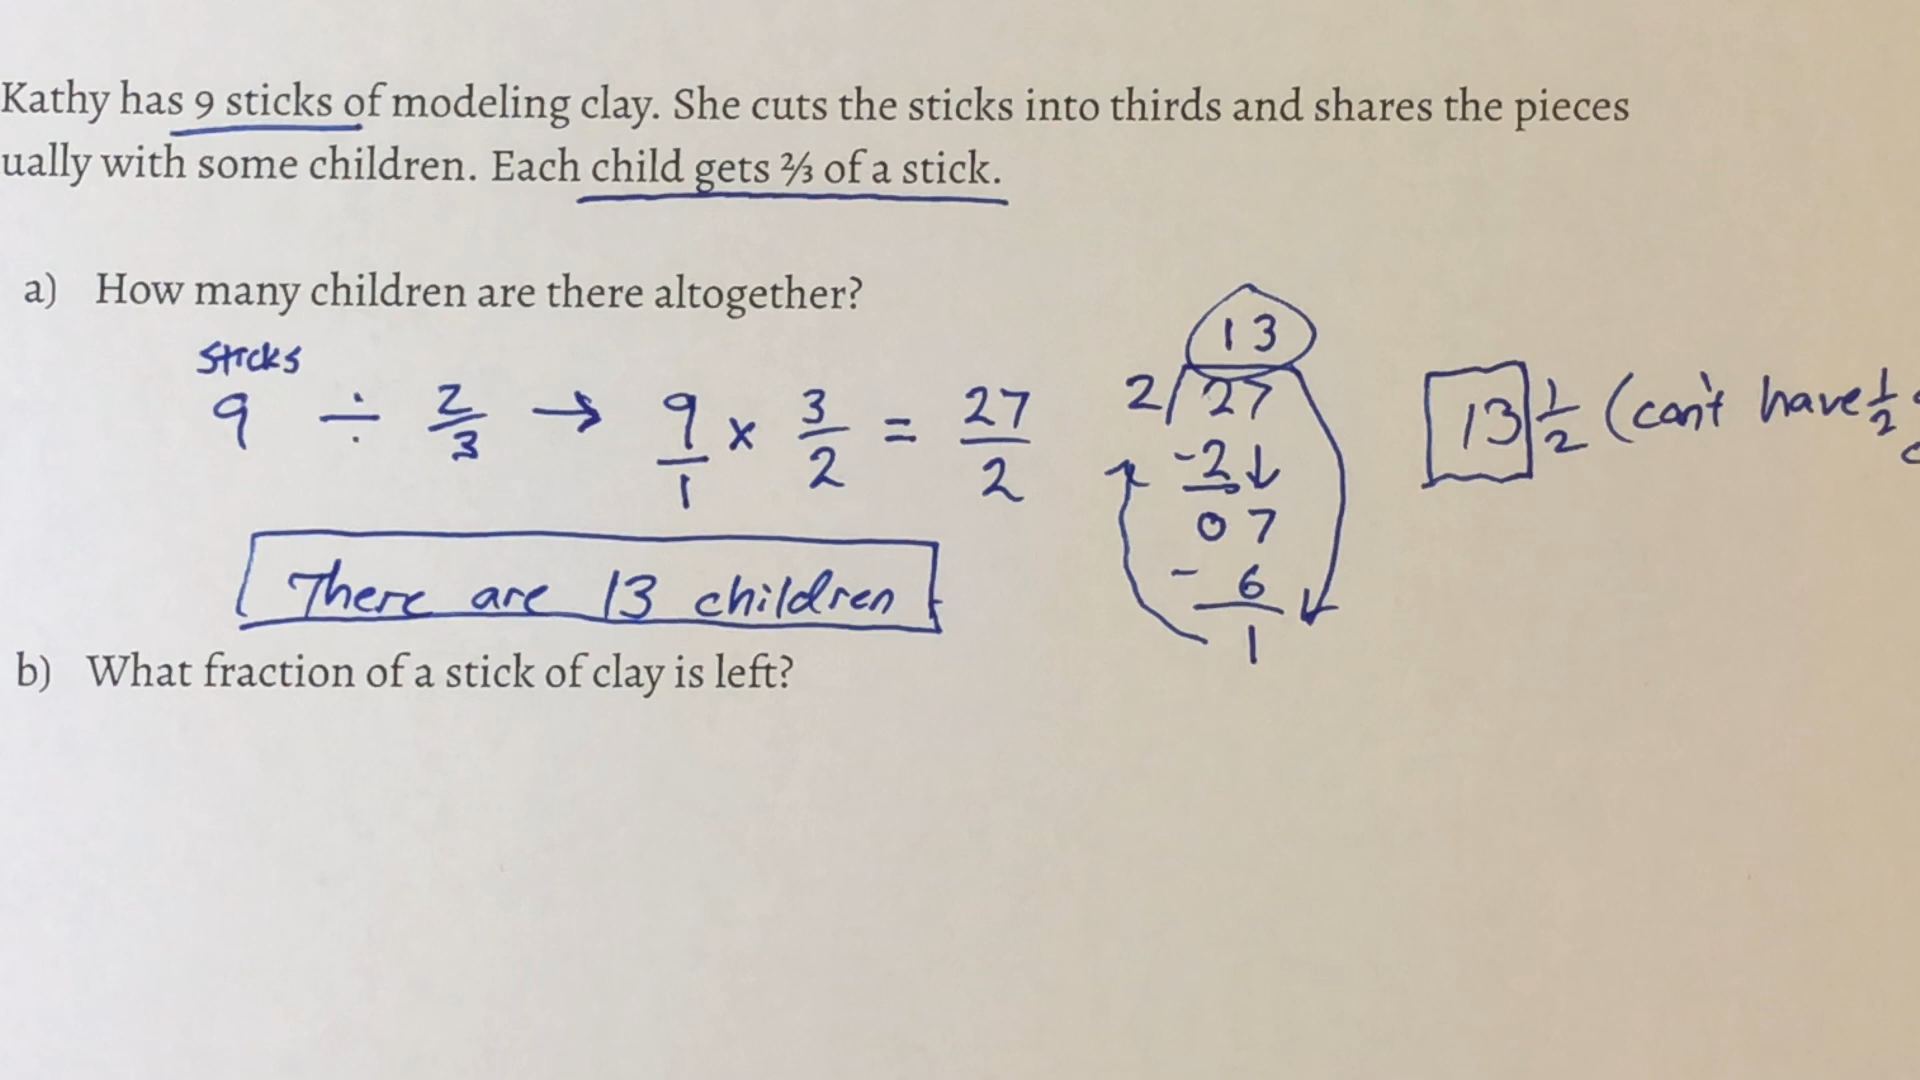 Kathy has 9 sticks of modeling clay. She cuts the sticks into thirds and shares the pieces
ually with some children. Each child gets ⅔ of a stick.
a) How many children are there altogether?
sticks
9 ÷ 2/3 → 9/1 x 3/2 = 27/2
13
2/27
-2↓
07
- 6
1
13 1/2 (can't have 1/2
There are 13 children
b) What fraction of a stick of clay is left?